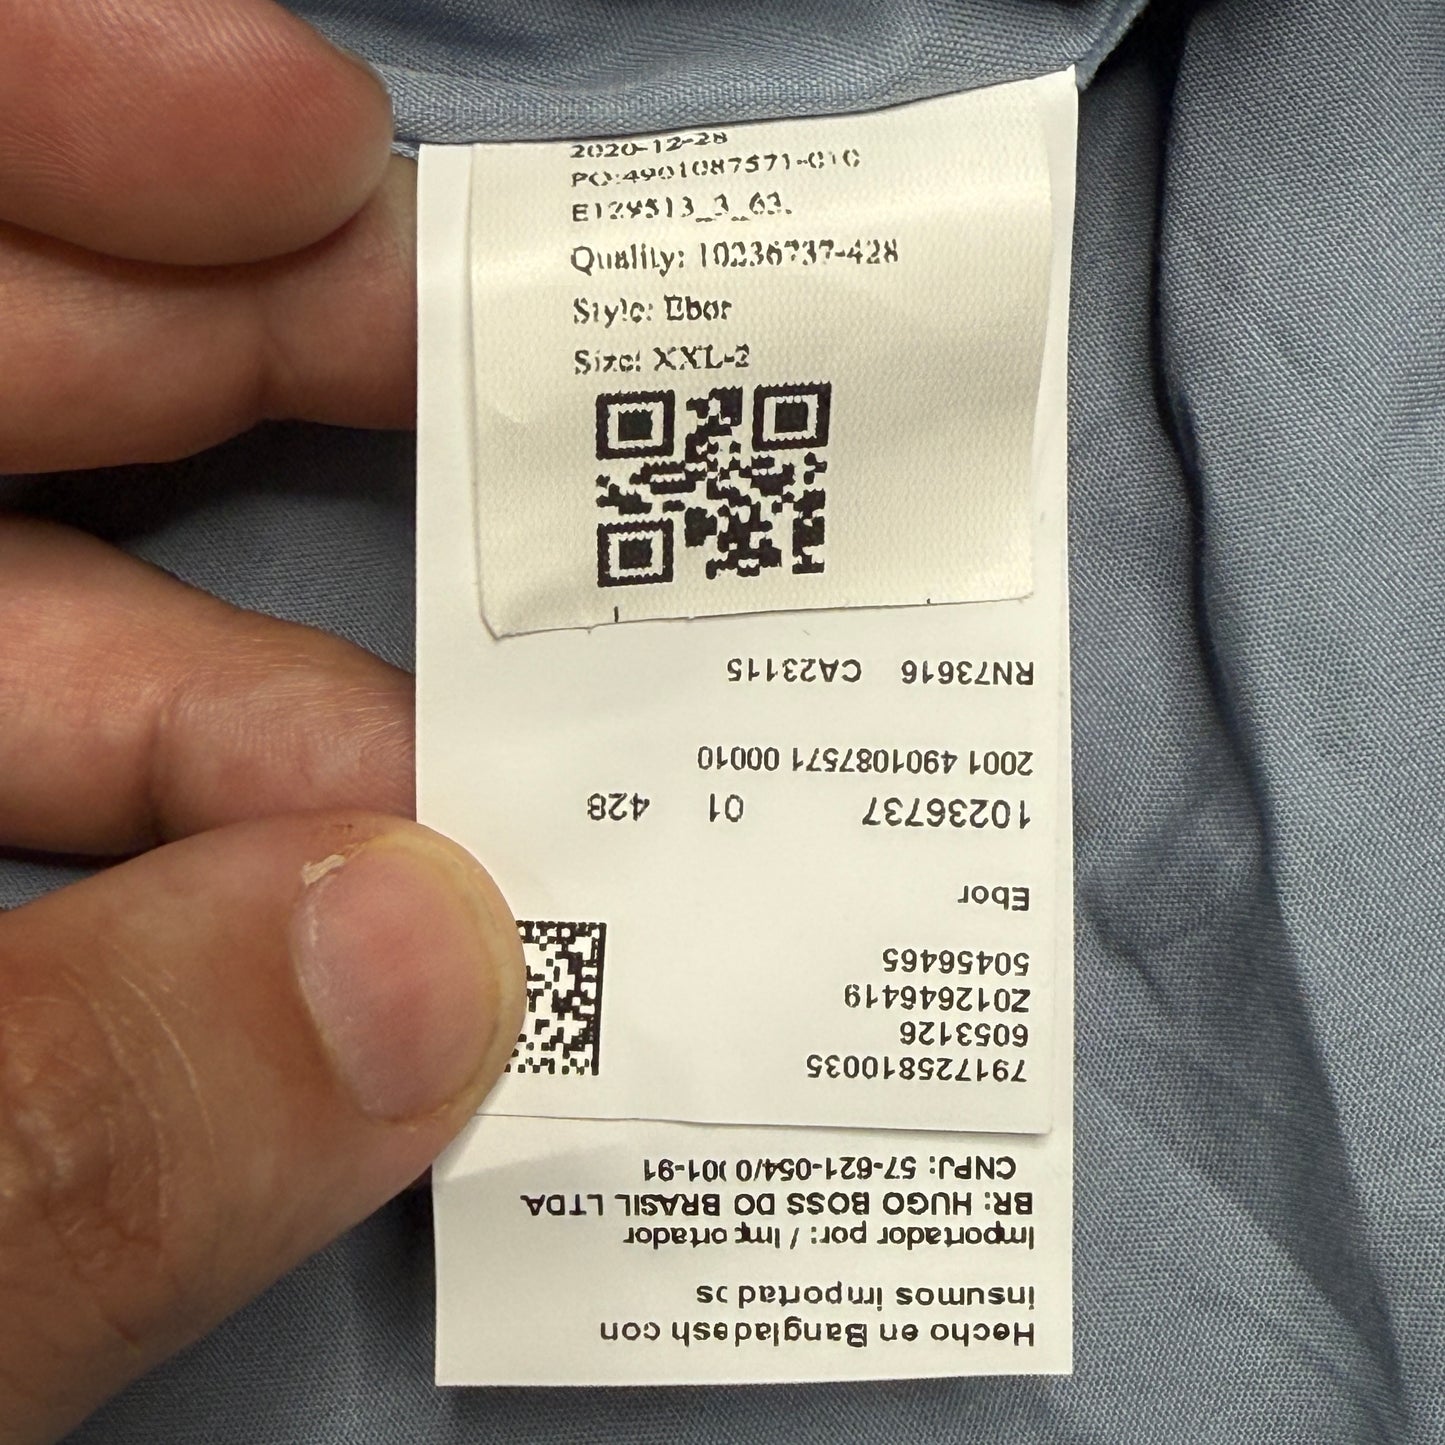 2020-12-28
PO:4901087571-010
E129513_3_63.
Quality: 10236737-428
Style: Ebor
Size: XXL-2
RN73616 CA23115
2001 4901087571 00010
10236737 01 428
Ebor
50456465
Z012646419
6053126
791725810035
CNPJ: 57-621-054/0001-91
BR: HUGO BOSS DO BRASIL LTDA
Importador por: / Importador
insumos importados
Hecho en Bangladesh con